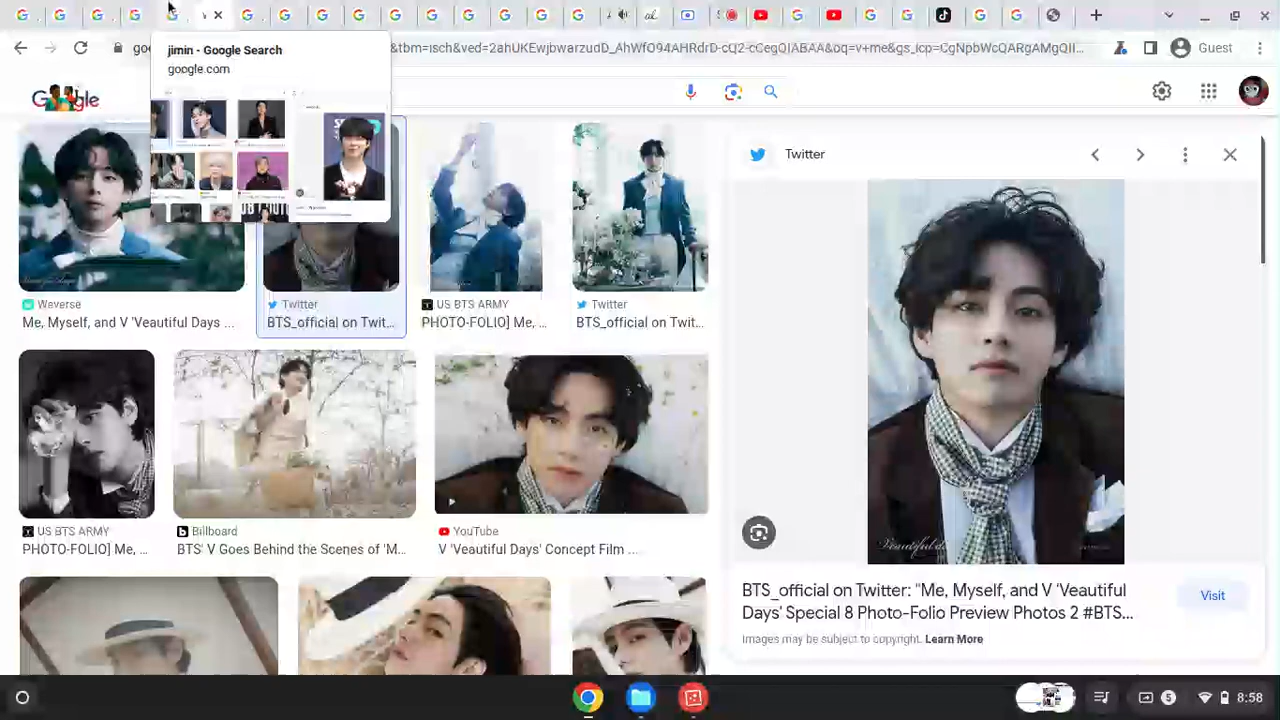 jimin - Google Search
google.com
goo
&tbm=isch&ved=2ahUKEwjbwarzudD_AhWfO94AHRdrD-cQ2-cCegQIABAA&oq=v+me&gs_lcp=CgNpbWcQARgAMgQII...
Guest
Google
Twitter
Weverse
Me, Myself, and V 'Veautiful Days ...
Twitter
BTS_official on Twit...
US BTS ARMY
PHOTO-FOLIO] Me, ...
Twitter
BTS_official on Twit...
US BTS ARMY
PHOTO-FOLIO] Me, ...
Billboard
BTS' V Goes Behind the Scenes of 'M...
YouTube
V 'Veautiful Days' Concept Film ...
BTS_official on Twitter: "Me, Myself, and V 'Veautiful
Days' Special 8 Photo-Folio Preview Photos 2 #BTS...
Visit
Images may be subject to copyright. Learn More
5
8:58